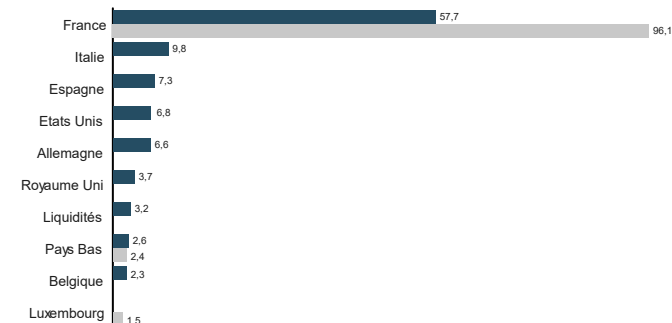 France 57,7
96,1
Italie 9,8
Espagne 7,3
Etats Unis 6,8
Allemagne 6,6
Royaume Uni 3,7
Liquidités 3,2
Pays Bas 2,6
2,4
Belgique 2,3
Luxembourg 1,5